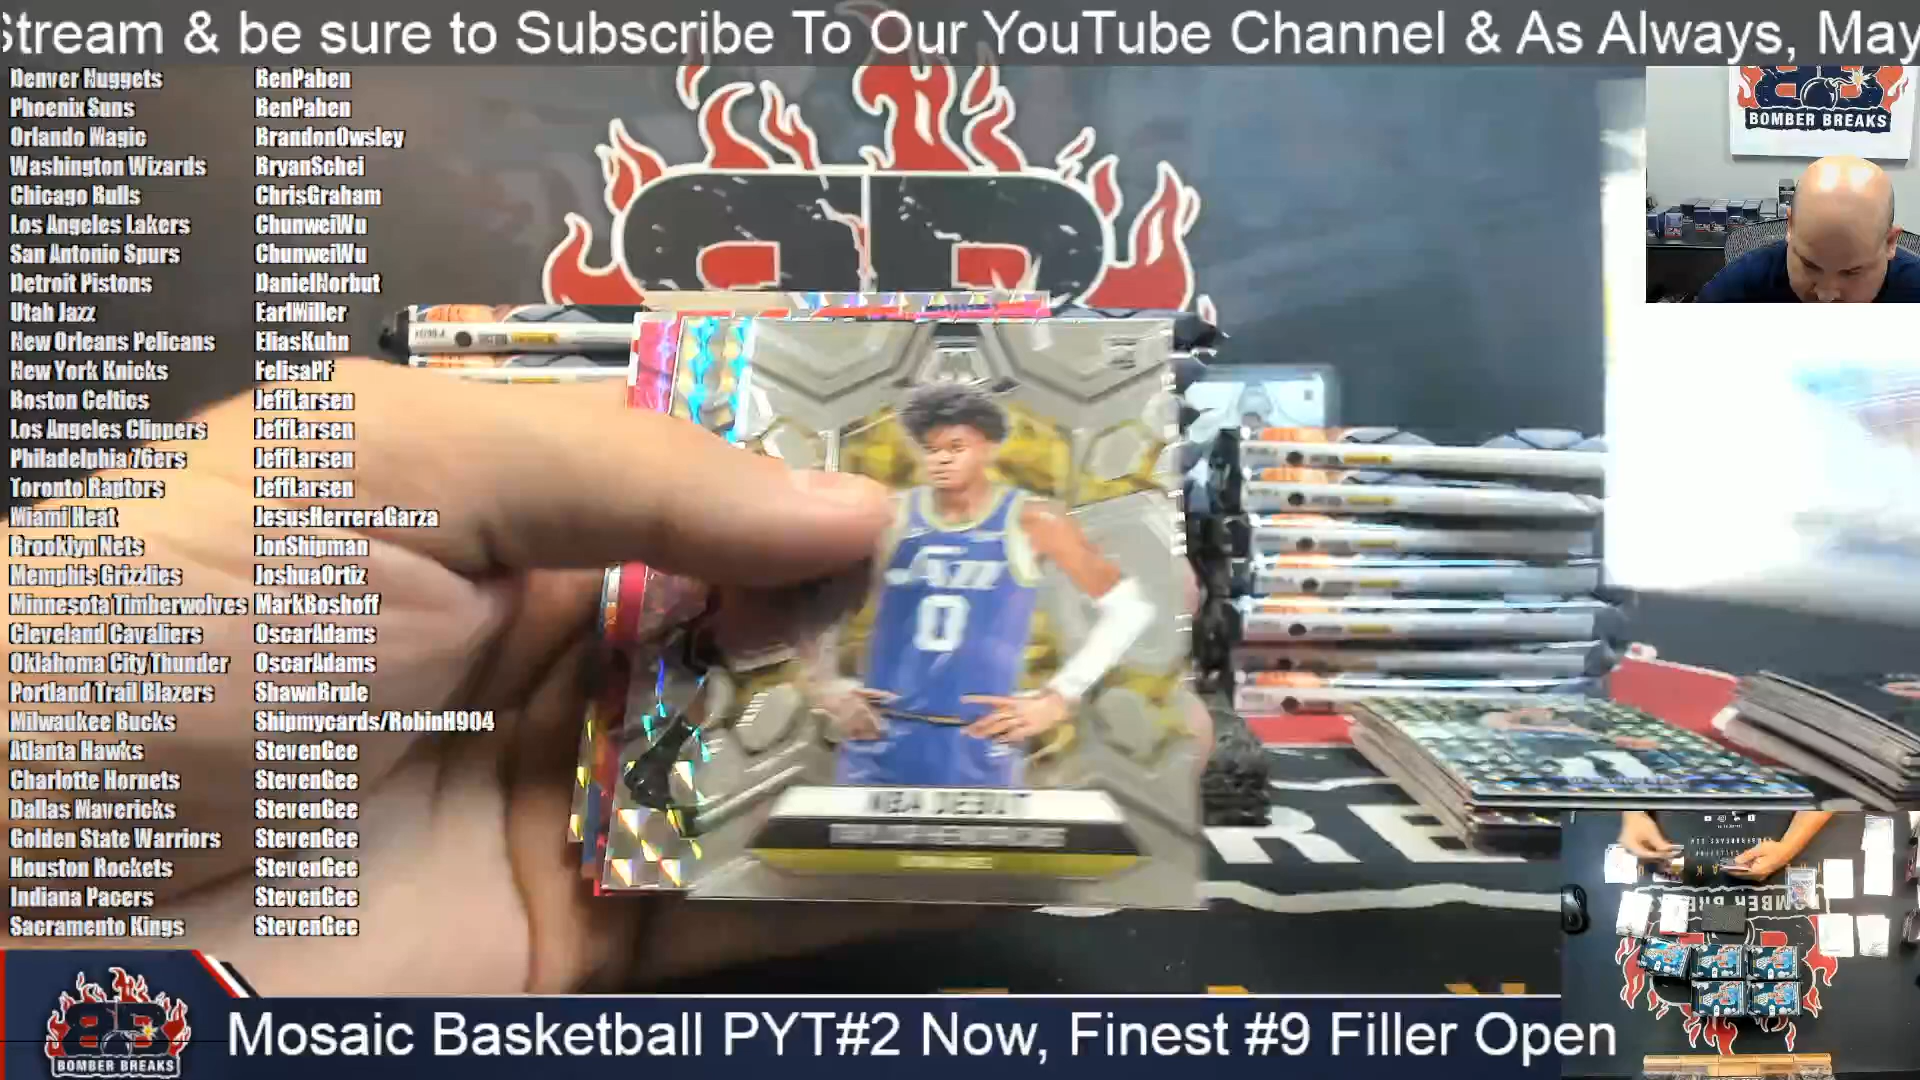 Stream & be sure to Subscribe To Our YouTube Channel & As Always, May
Denver Nuggets BenPaben
Phoenix Suns BenPaben
Orlando Magic BrandonOwsley
Washington Wizards BryanSchei
Chicago Bulls ChrisGraham
Los Angeles Lakers ChunweiWu
San Antonio Spurs ChunweiWu
Detroit Pistons DanielNorbut
Utah Jazz EarlMiller
New Orleans Pelicans EliasKuhn
New York Knicks FelisaPF
Boston Celtics JeffLarsen
Los Angeles Clippers JeffLarsen
Philadelphia 76ers JeffLarsen
Toronto Raptors JeffLarsen
Miami Heat JesusHerreraGarza
Brooklyn Nets JonShipman
Memphis Grizzlies JoshuaOrtiz
Minnesota Timberwolves MarkBoshoff
Cleveland Cavaliers OscarAdams
Oklahoma City Thunder OscarAdams
Portland Trail Blazers ShawnBrule
Milwaukee Bucks Shipmycards/RobinH904
Atlanta Hawks StevenGee
Charlotte Hornets StevenGee
Dallas Mavericks StevenGee
Golden State Warriors StevenGee
Houston Rockets StevenGee
Indiana Pacers StevenGee
Sacramento Kings StevenGee
BOMBER BREAKS
Jazz
0
NBA DEBUT
BOMBER BREAKS
BOMBER BREAKS
Mosaic Basketball PYT#2 Now, Finest #9 Filler Open